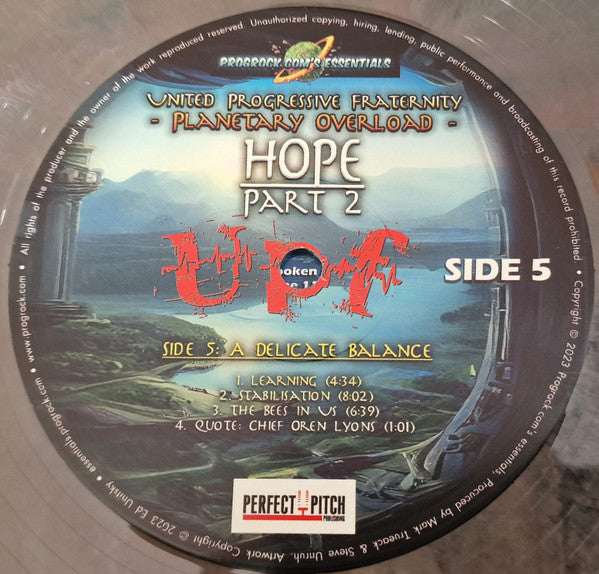 PROGROCK.COM'S ESSENTIALS
UNITED PROGRESSIVE FRATERNITY
- PLANETARY OVERLOAD -
HOPE
PART 2
UPf
SIDE 5
SIDE 5: A DELICATE BALANCE
1. LEARNING (4:34)
2. STABILISATION (8:02)
3. THE BEES IN US (6:39)
4. QUOTE: CHIEF OREN LYONS (1:01)
PERFECT PITCH
PUBLISHING
• All rights of the producer and the owner of the work reproduced reserved. Unauthorized copying, hiring, lending, public performance and broadcasting of this record prohibited. • Copyright © 2023 Progrock.com's essentials, Procuced by Mark Trueack & Steve Unruh. Artwork Copyright © 2023 Ed Unitsky • essentials.progrock.com • www.progrock.com